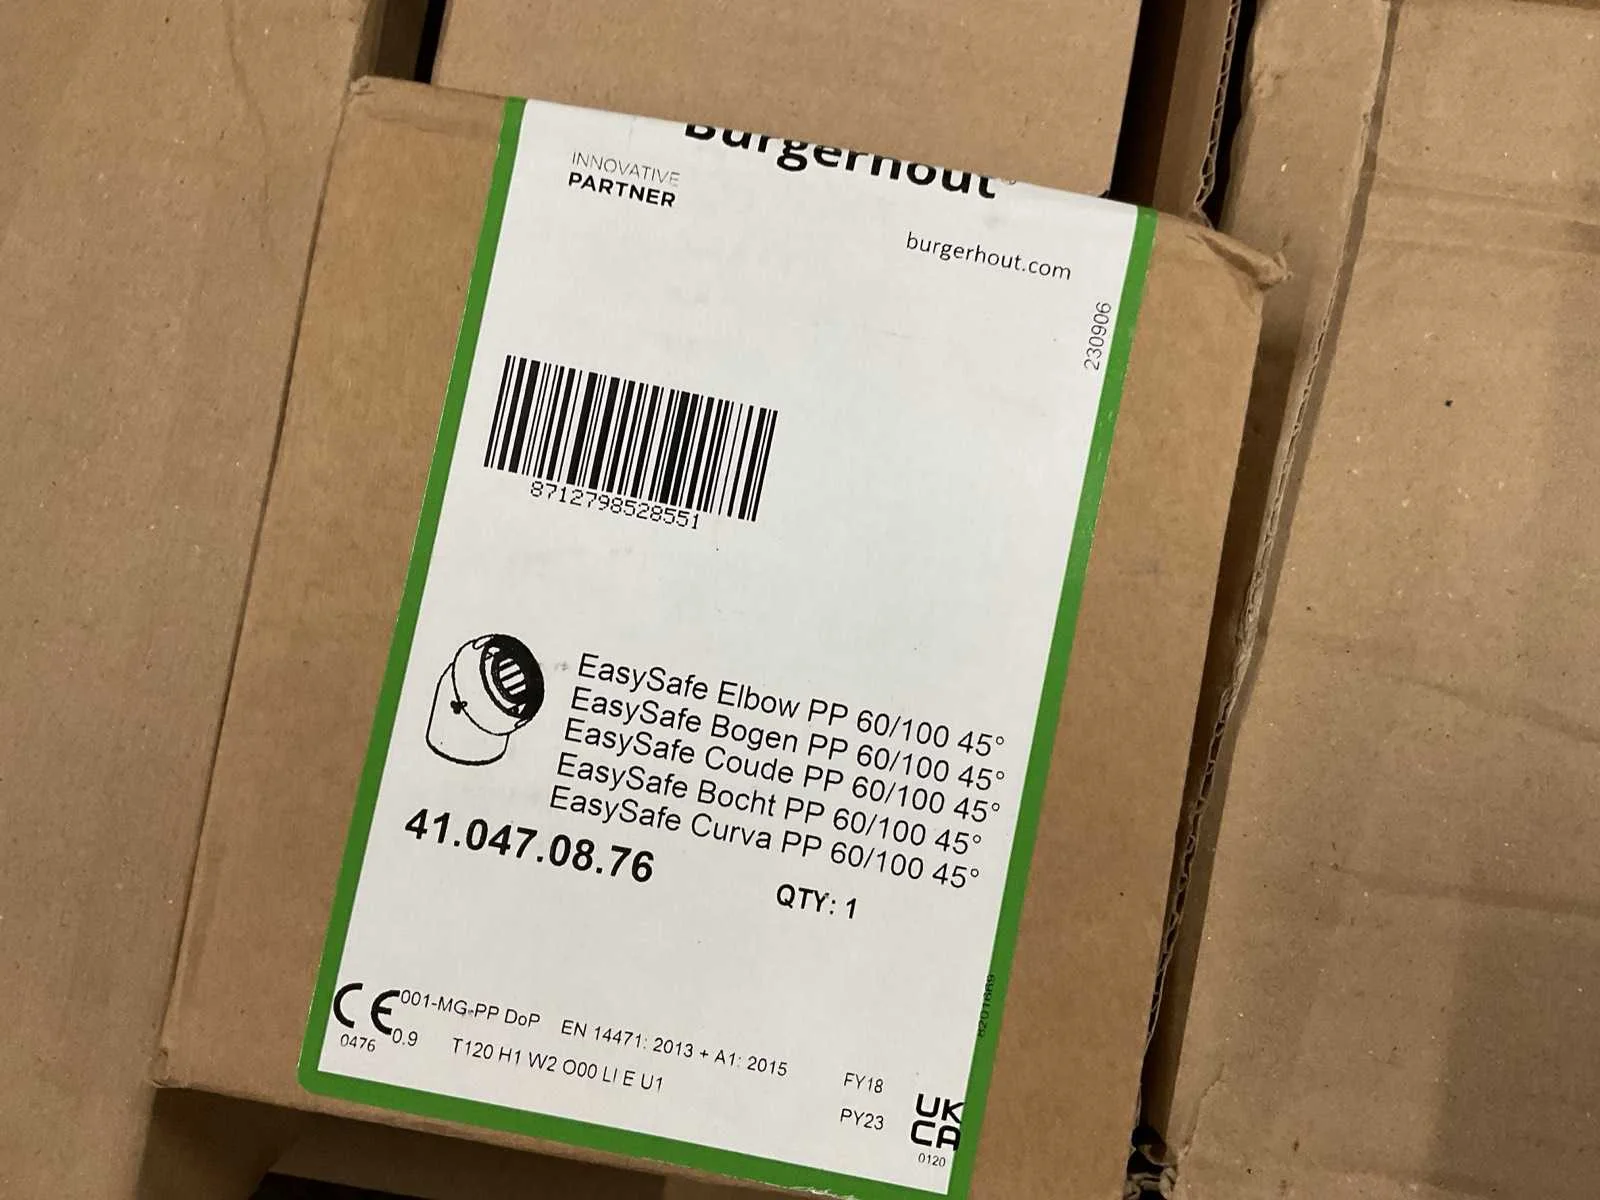 Burgerhout
INNOVATIVE
PARTNER
burgerhout.com
230906
8712798528551
EasySafe Elbow PP 60/100 45°
EasySafe Bogen PP 60/100 45°
EasySafe Coude PP 60/100 45°
EasySafe Bocht PP 60/100 45°
EasySafe Curva PP 60/100 45°
41.047.08.76
QTY: 1
CE 001-MG-PP DoP EN 14471: 2013 + A1: 2015
0476 0.9 T120 H1 W2 O00 LI E U1
FY18
PY23
UK
CA
0120